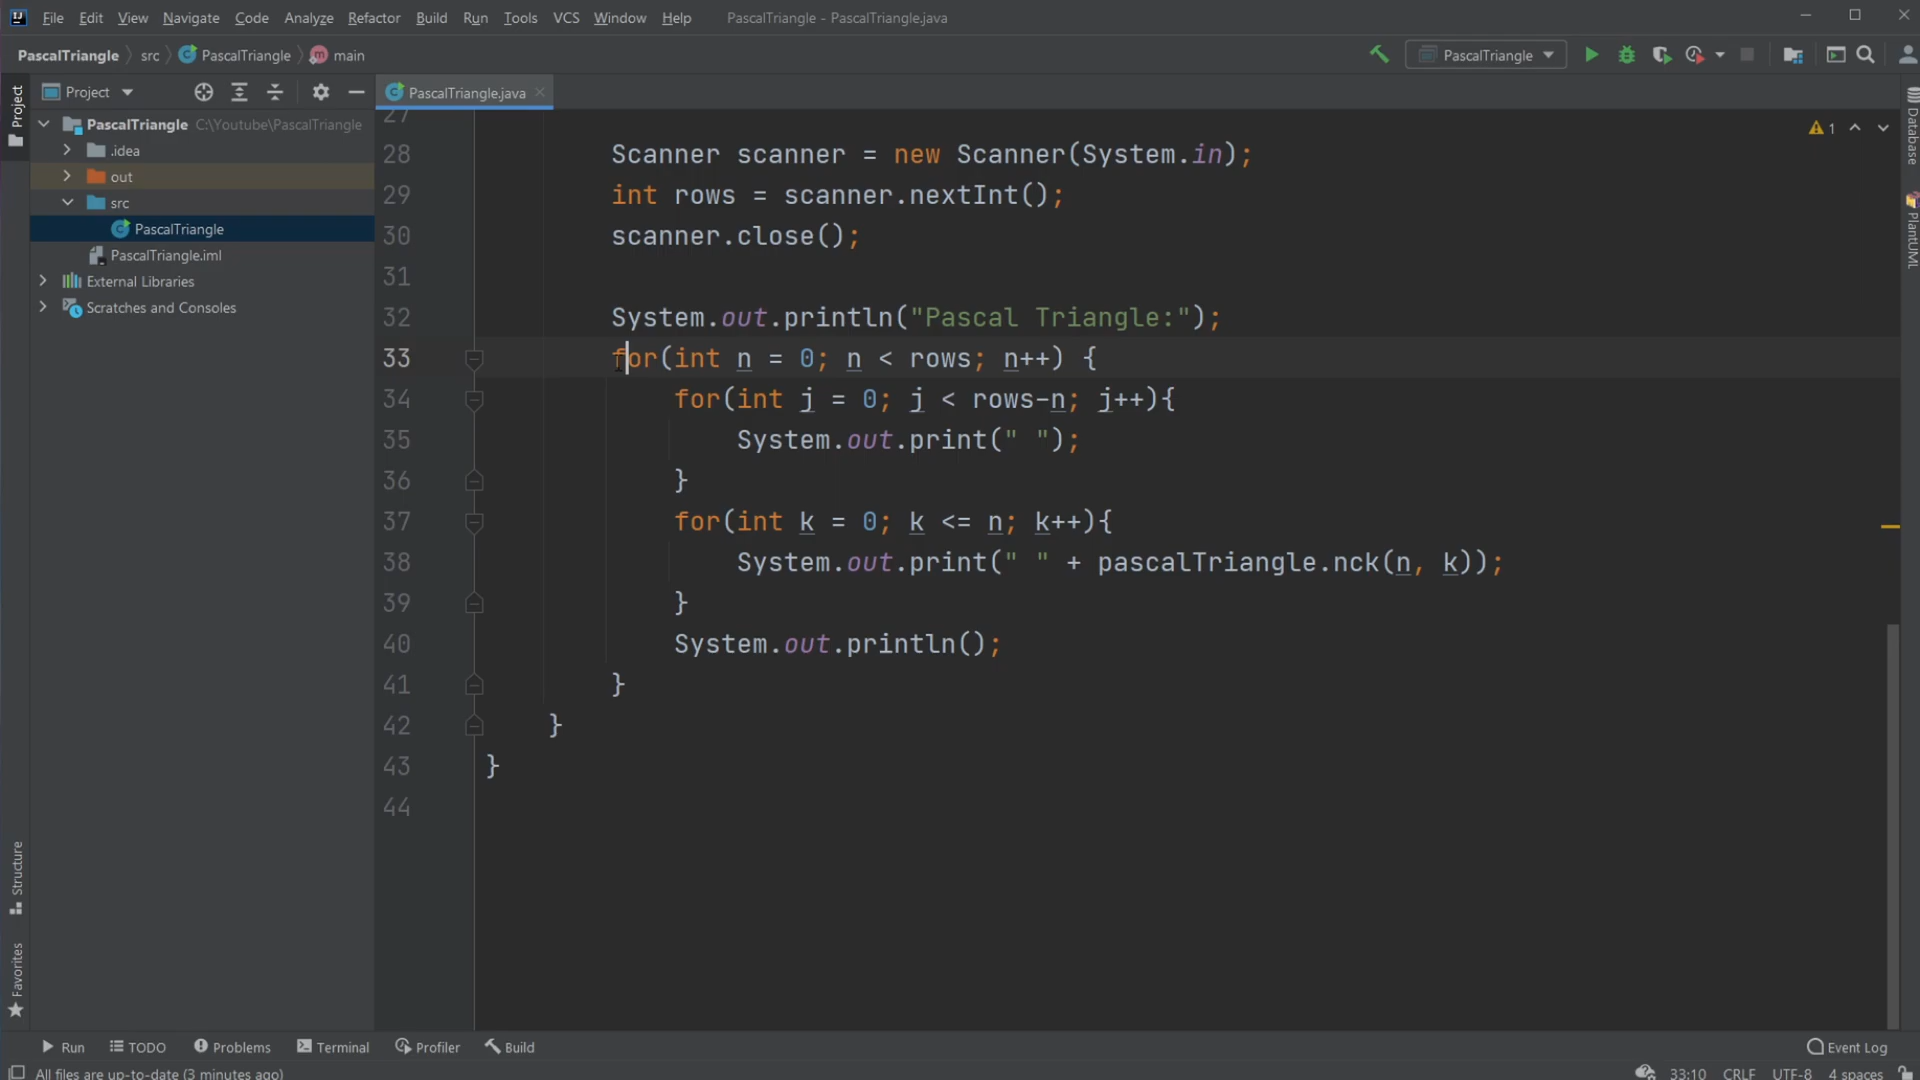 File Edit View Navigate Code Analyze Refactor Build Run Tools VCS Window Help PascalTriangle - PascalTriangle.java
PascalTriangle src PascalTriangle main PascalTriangle
Project
Project
PascalTriangle.java
PascalTriangle C:\Youtube\PascalTriangle
.idea
out
src
PascalTriangle
PascalTriangle.iml
External Libraries
Scratches and Consoles
27
28 Scanner scanner = new Scanner(System.in);
29 int rows = scanner.nextInt();
30 scanner.close();
31
32 System.out.println("Pascal Triangle:");
33 for(int n = 0; n < rows; n++) {
34 for(int j = 0; j < rows-n; j++){
35 System.out.print(" ");
36 }
37 for(int k = 0; k <= n; k++){
38 System.out.print(" " + pascalTriangle.nck(n, k));
39 }
40 System.out.println();
41 }
42 }
43 }
44
1
Database
PlantUML
Structure
Favorites
Run TODO Problems Terminal Profiler Build Event Log
All files are up-to-date (3 minutes ago) 33:10 CRLF UTF-8 4 spaces